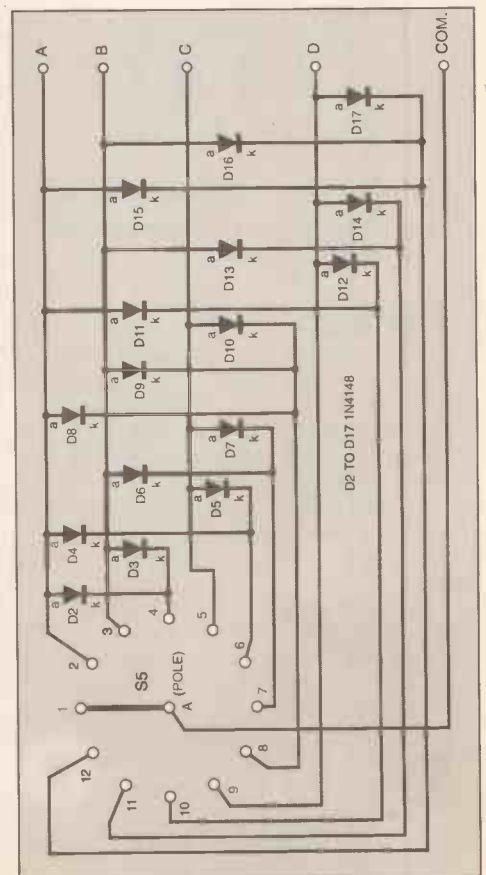 A
B
C
D
COM.
a
D2
k
a
D4
k
a
D8
k
a
D3
k
a
D6
k
a
D9
k
a
D11
k
a
D15
k
a
D5
k
a
D7
k
a
D10
k
a
D13
k
a
D16
k
a
D12
k
a
D14
k
a
D17
k
D2 TO D17 1N4148
S5
(POLE)
A
1
2
3
4
5
6
7
8
9
10
11
12